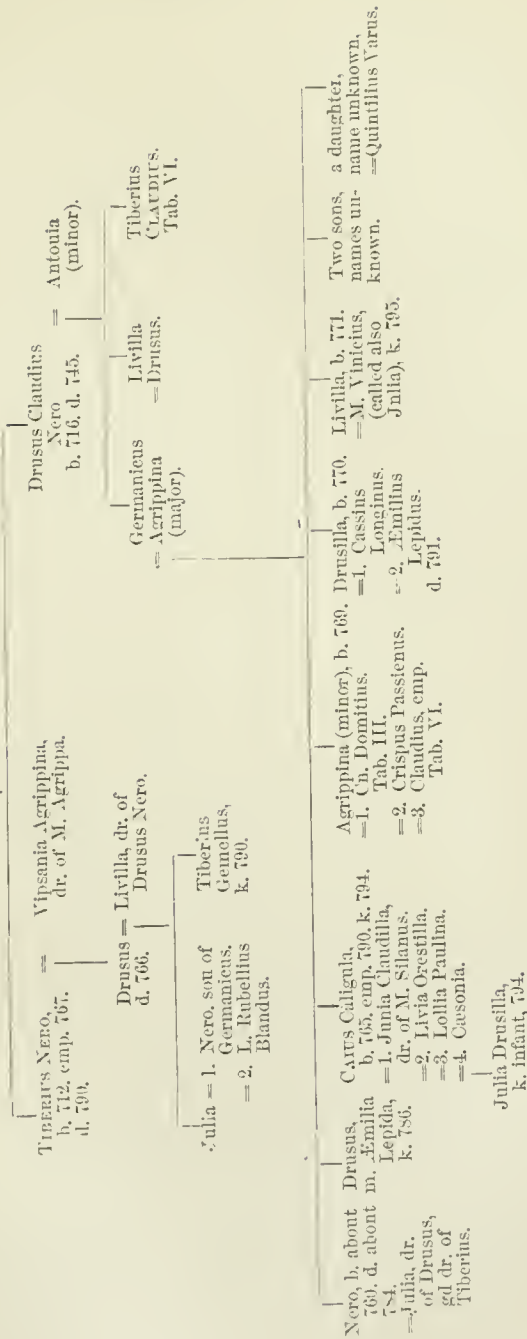 TIBERIUS NERO,
b. 712. emp. 767.
d. 790.
=
Vipsania Agrippina,
dr. of M. Agrippa.
Drusus Claudius
Nero
b. 716. d. 745.
=
Antonia
(minor).
Drusus = Livilla, dr. of
d. 766. Drusus Nero.
Germanicus
= Agrippina
(major).
Livilla
=Drusus.
Tiberius
CLAUDIUS.
Tab. VI.
Julia = 1. Nero, son of
Germanicus.
= 2. L. Rubellius
Blandus.
Tiberius
Gemellus,
k. 790.
Nero, b. about
760. d. about
784.
=Julia, dr.
of Drusus,
gd dr. of
Tiberius.
Drusus,
m. Æmilia
Lepida,
k. 786.
CAIUS Caligula,
b. 765. emp. 790. k. 794.
=1. Junia Claudilla,
dr. of M. Silanus.
=2. Livia Orestilla.
=3. Lollia Paulina.
=4. Cæsonia.
Julia Drusilla,
k. infant, 794.
Agrippina (minor), b. 769.
=1. Cn. Domitius.
Tab. III.
=2. Crispus Passienus.
=3. Claudius, emp.
Tab. VI.
Drusilla, b. 770.
=1. Cassius
Longinus.
=2. Æmilius
Lepidus.
d. 791.
Livilla, b. 771.
=M. Vinicius,
(called also
Julia), k. 795.
Two sons,
names un-
known.
a daughter,
name unknown,
=Quintilius Varus.